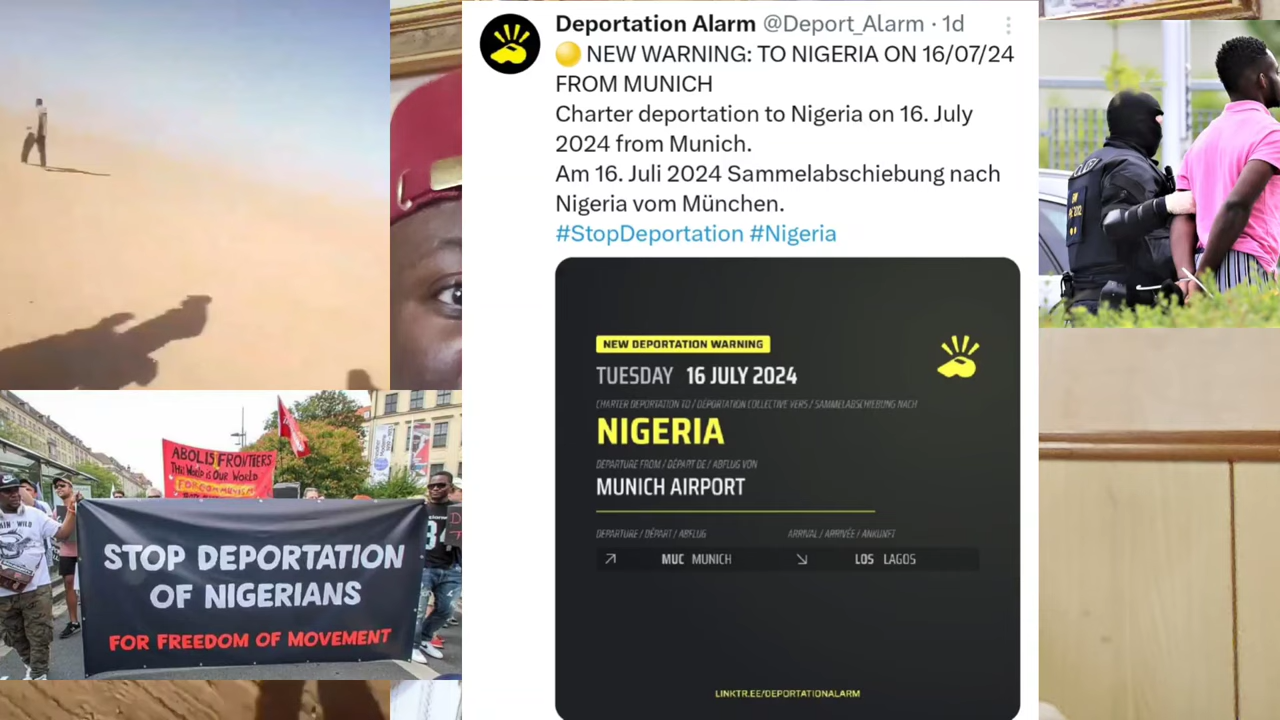 Deportation Alarm @Deport_Alarm · 1d
NEW WARNING: TO NIGERIA ON 16/07/24
FROM MUNICH
Charter deportation to Nigeria on 16. July
2024 from Munich.
Am 16. Juli 2024 Sammelabschiebung nach
Nigeria vom München.
#StopDeportation #Nigeria
NEW DEPORTATION WARNING
TUESDAY 16 JULY 2024
CHARTER DEPORTATION TO / DÉPORTATION COLLECTIVE VERS / SAMMELABSCHIEBUNG NACH
NIGERIA
DEPARTURE FROM / DÉPART DE / ABFLUG VON
MUNICH AIRPORT
DEPARTURE / DÉPART / ABFLUG ARRIVAL / ARRIVÉE / ANKUNFT
MUC MUNICH LOS LAGOS
LINKTR.EE/DEPORTATIONALARM
ABOLISH FRONTIERS
THIS WORLD IS OUR WORLD
FOR COMMUNISM
STOP DEPORTATION
OF NIGERIANS
FOR FREEDOM OF MOVEMENT
POLIZEI